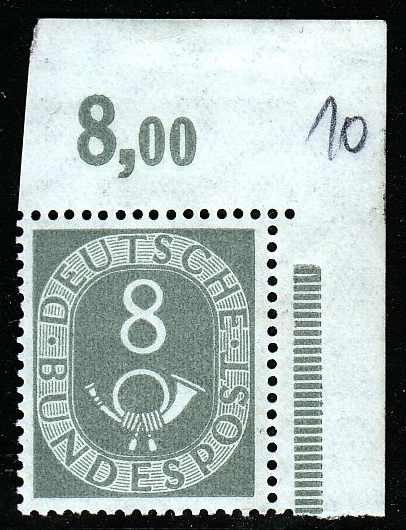 8,00 10
DEUTSCHE
8
BUNDESPOST